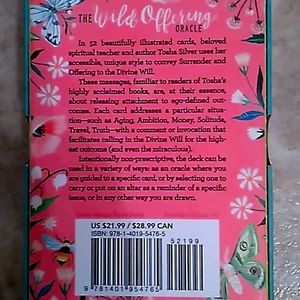 THE
Wild Offering
ORACLE
In 52 beautifully illustrated cards, beloved
spiritual teacher and author Tosha Silver uses her
accessible, unique style to convey Surrender and
Offering to the Divine Will.
These messages, familiar to readers of Tosha's
highly acclaimed books, are, at their essence,
about releasing attachment to ego-defined out-
comes. Each card addresses a particular situa-
tion—such as Aging, Ambition, Money, Solitude,
Travel, Truth—with a comment or invocation that
facilitates calling in the Divine Will for the high-
est outcome (and even the miraculous).
Intentionally non-prescriptive, the deck can be
used in a variety of ways: as an oracle where you
are guided to a specific card, or by selecting one to
carry or put on an altar as a reminder of a specific
issue, or in any other way you are drawn.
US $21.99 / $28.99 CAN
ISBN: 978-1-4019-5476-5
52199
9 781401 954765